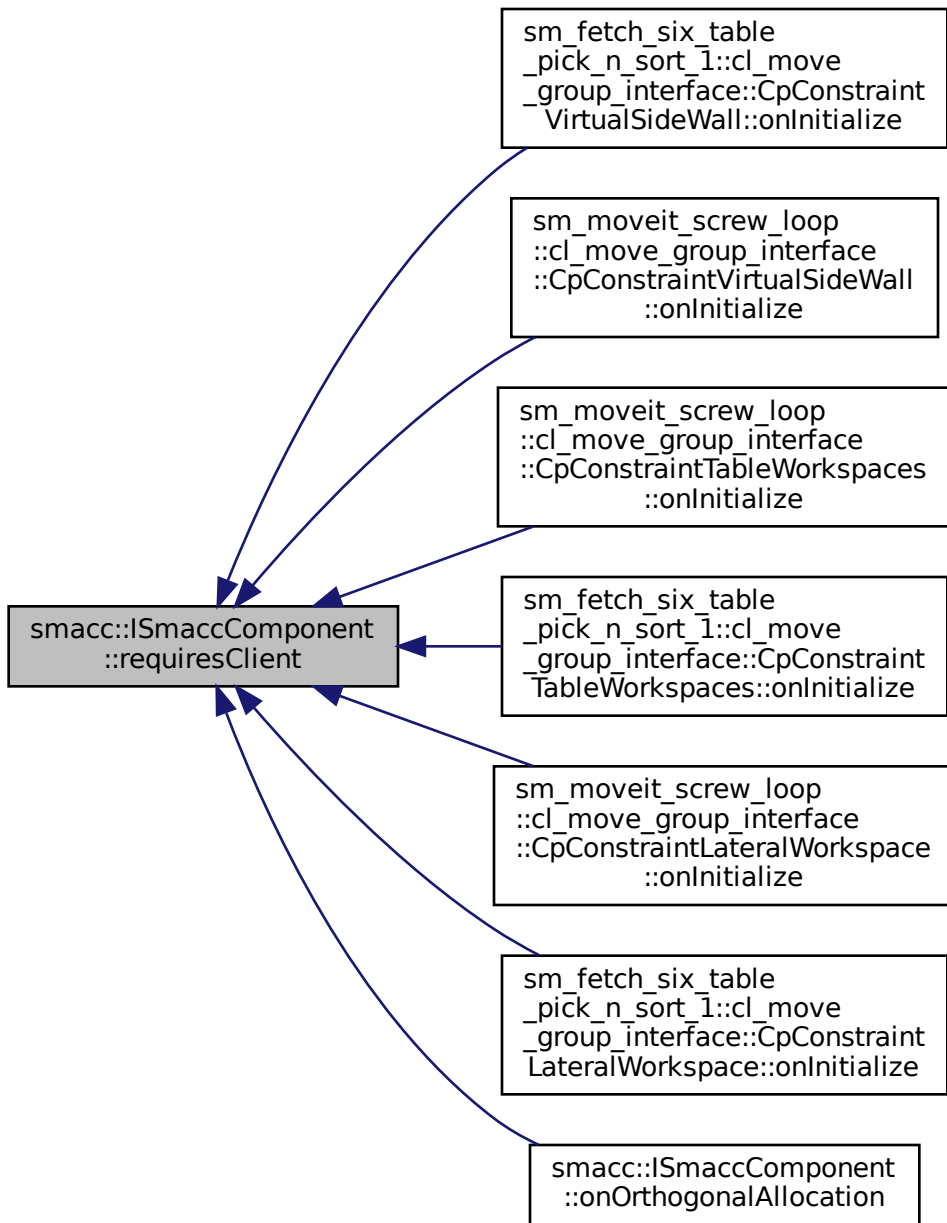 sm_fetch_six_table
_pick_n_sort_1::cl_move
_group_interface::CpConstraint
VirtualSideWall::onInitialize
sm_moveit_screw_loop
::cl_move_group_interface
::CpConstraintVirtualSideWall
::onInitialize
sm_moveit_screw_loop
::cl_move_group_interface
::CpConstraintTableWorkspaces
::onInitialize
smacc::ISmaccComponent
::requiresClient
sm_fetch_six_table
_pick_n_sort_1::cl_move
_group_interface::CpConstraint
TableWorkspaces::onInitialize
sm_moveit_screw_loop
::cl_move_group_interface
::CpConstraintLateralWorkspace
::onInitialize
sm_fetch_six_table
_pick_n_sort_1::cl_move
_group_interface::CpConstraint
LateralWorkspace::onInitialize
smacc::ISmaccComponent
::onOrthogonalAllocation